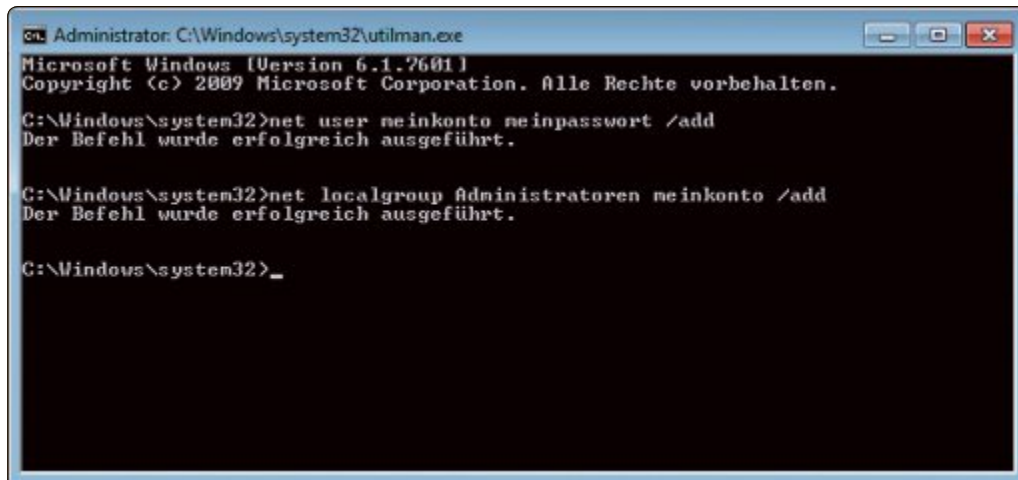 Administrator: C:\Windows\system32\utilman.exe
Microsoft Windows [Version 6.1.7601]
Copyright (c) 2009 Microsoft Corporation. Alle Rechte vorbehalten.
C:\Windows\system32>net user meinkonto meinpasswort /add
Der Befehl wurde erfolgreich ausgeführt.
C:\Windows\system32>net localgroup Administratoren meinkonto /add
Der Befehl wurde erfolgreich ausgeführt.
C:\Windows\system32>_